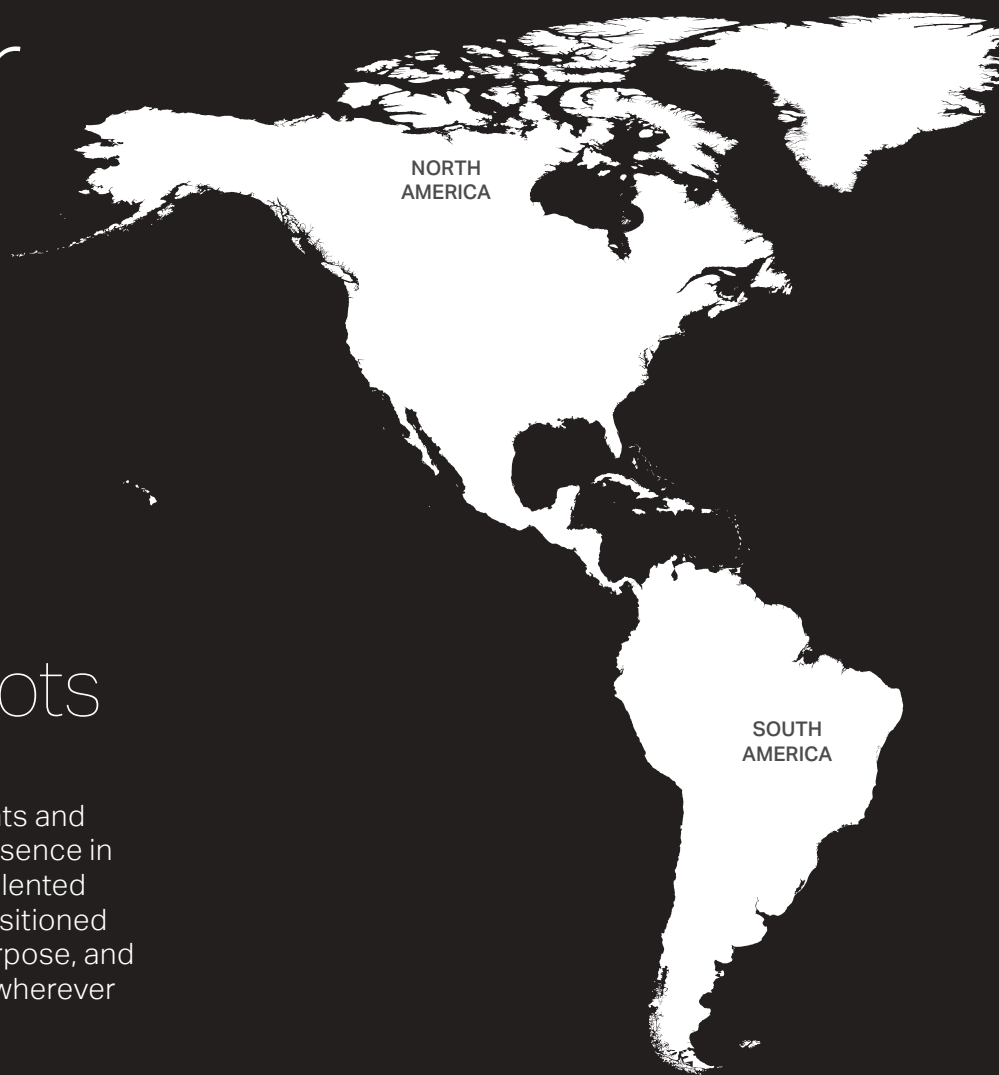 NORTH
AMERICA
ots
SOUTH
AMERICA
ts and
sence in
lented
sitioned
rpose, and
wherever